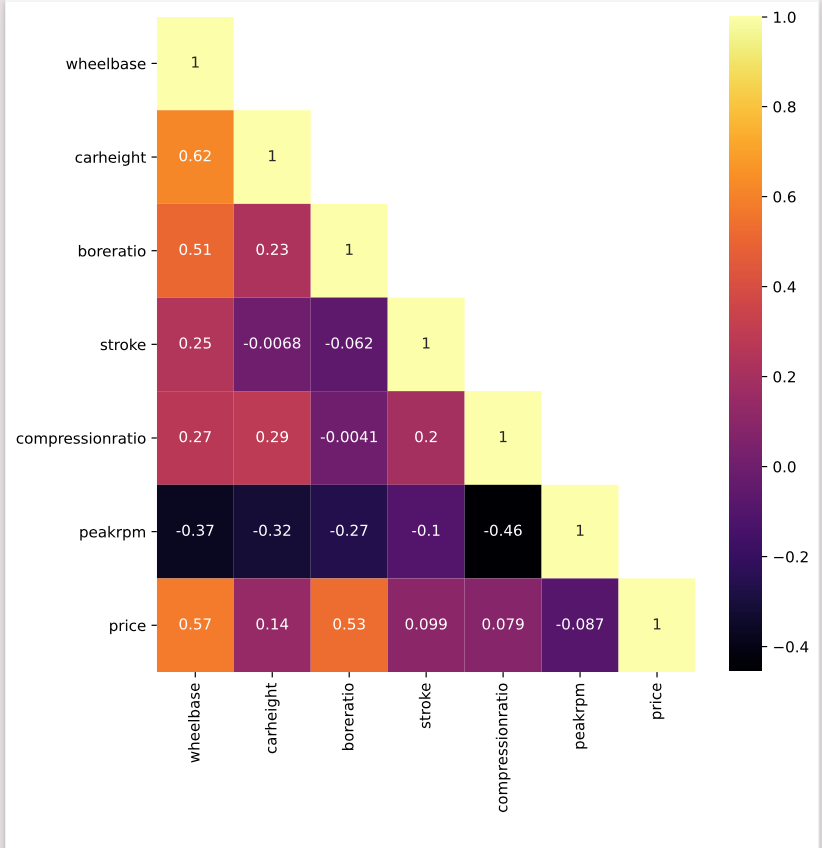 wheelbase 1
carheight 0.62 1
boreratio 0.51 0.23 1
stroke 0.25 -0.0068 -0.062 1
compressionratio 0.27 0.29 -0.0041 0.2 1
peakrpm -0.37 -0.32 -0.27 -0.1 -0.46 1
price 0.57 0.14 0.53 0.099 0.079 -0.087 1
wheelbase
carheight
boreratio
stroke
compressionratio
peakrpm
price
1.0
0.8
0.6
0.4
0.2
0.0
−0.2
−0.4